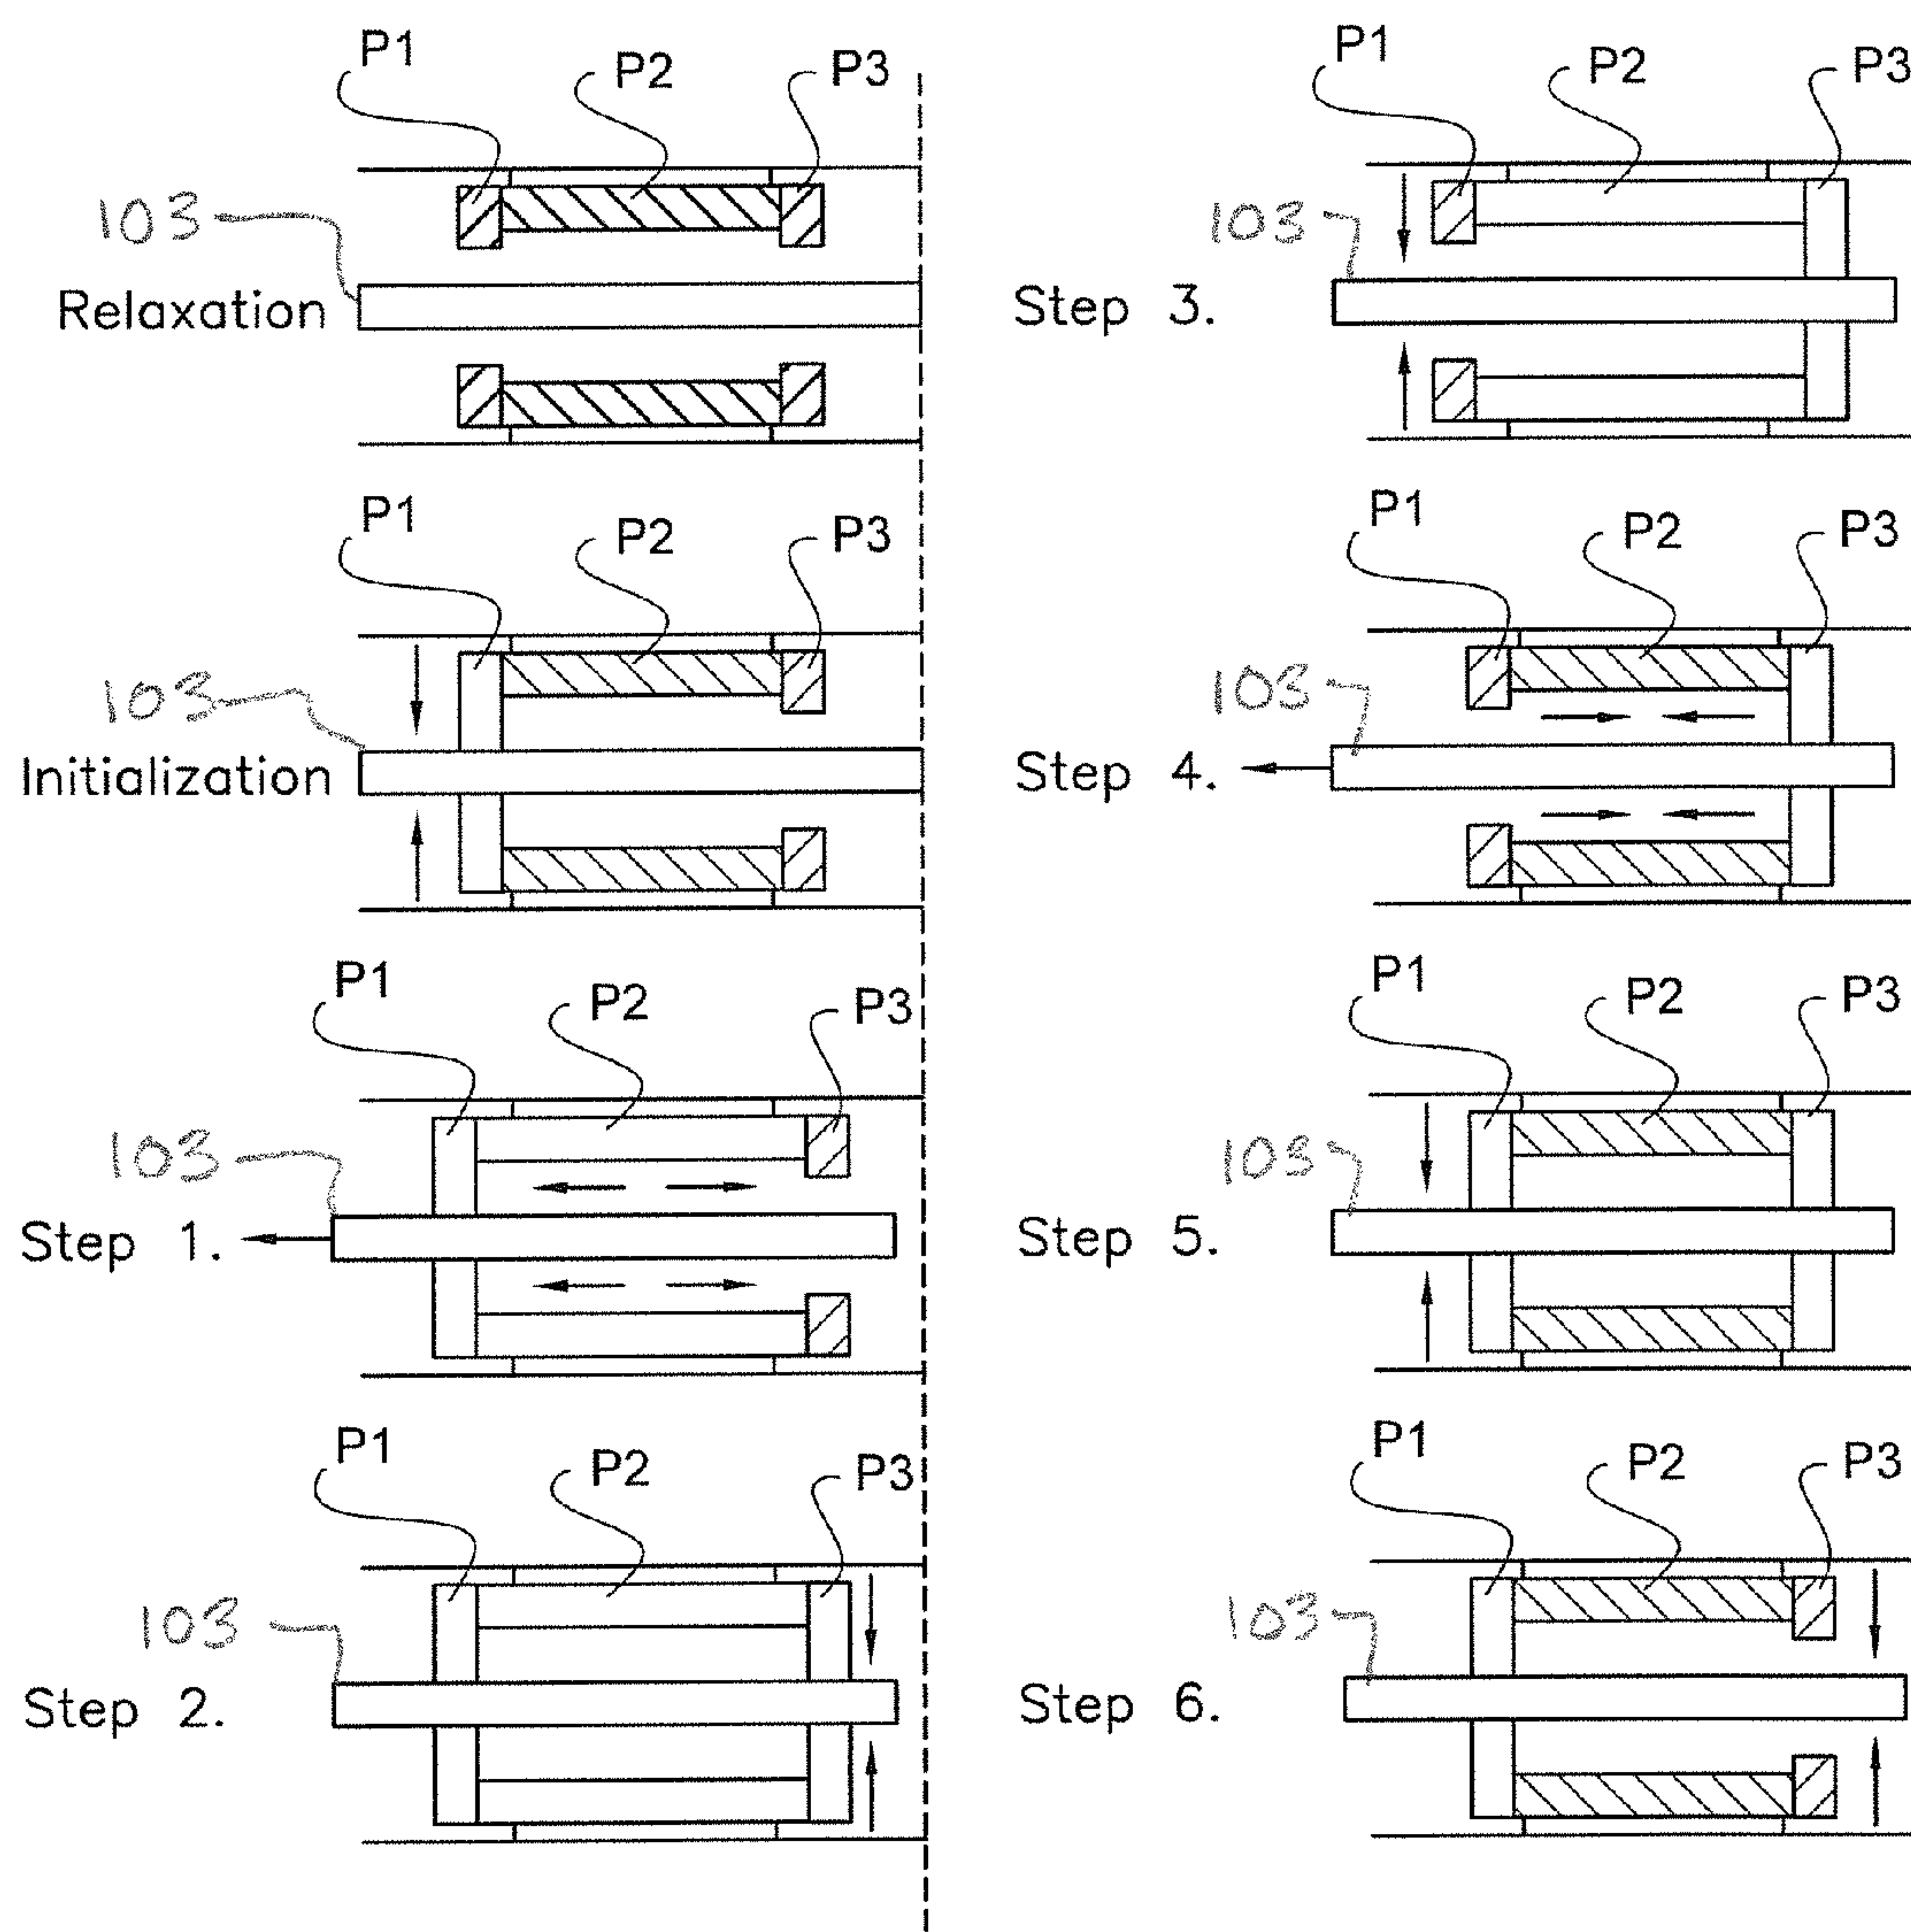 P1 P2 P3
103
Relaxation
P1 P2 P3
103
Initialization
P1 P2 P3
103
Step 1.
P1 P2 P3
103
Step 2.
P1 P2 P3
103
Step 3.
P1 P2 P3
103
Step 4.
P1 P2 P3
103
Step 5.
P1 P2 P3
103
Step 6.